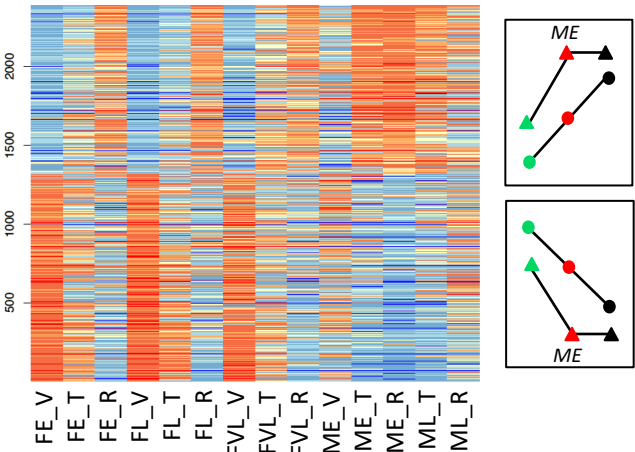 2000
1500
1000
500
FE_V
FE_T
FE_R
FL_V
FL_T
FL_R
FVL_V
FVL_T
FVL_R
ME_V
ME_T
ME_R
ML_T
ML_R
ME
ME